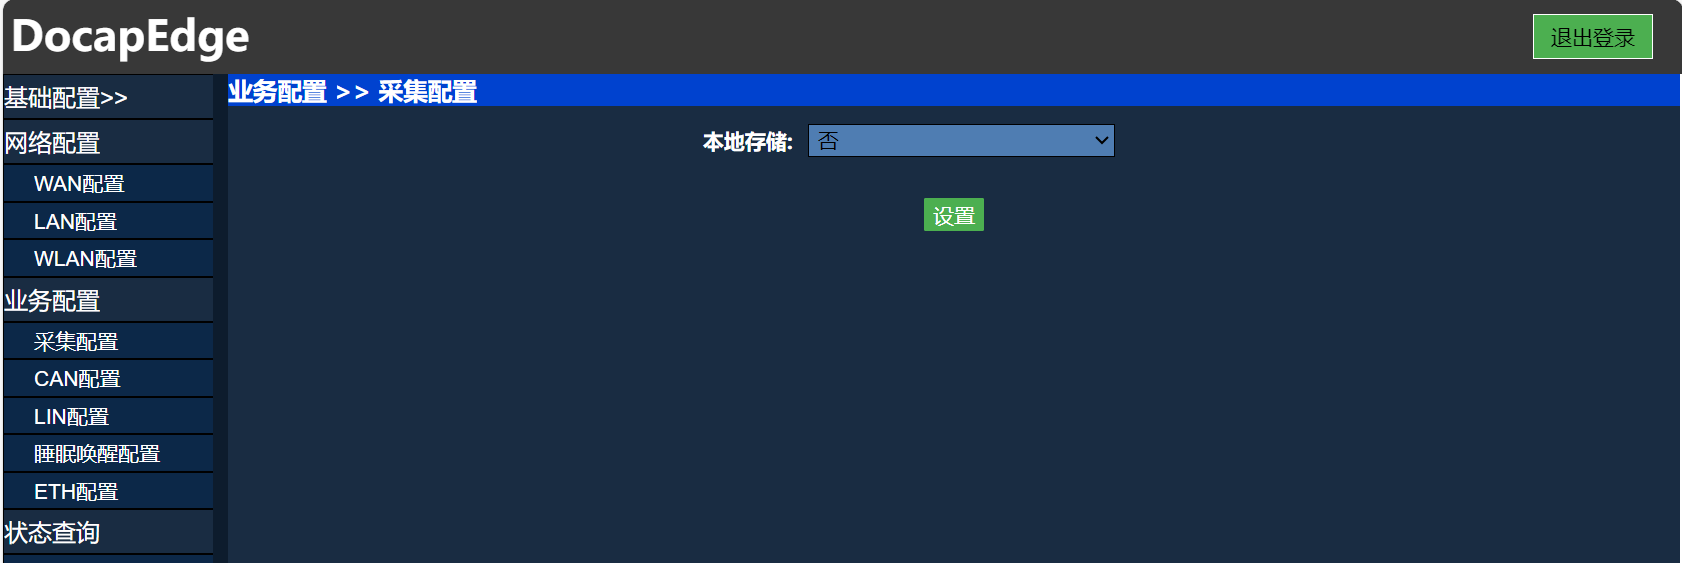 DocapEdge
退出登录
基础配置>>
网络配置
WAN配置
LAN配置
WLAN配置
业务配置
采集配置
CAN配置
LIN配置
睡眠唤醒配置
ETH配置
状态查询
业务配置 >> 采集配置
本地存储: 否
设置